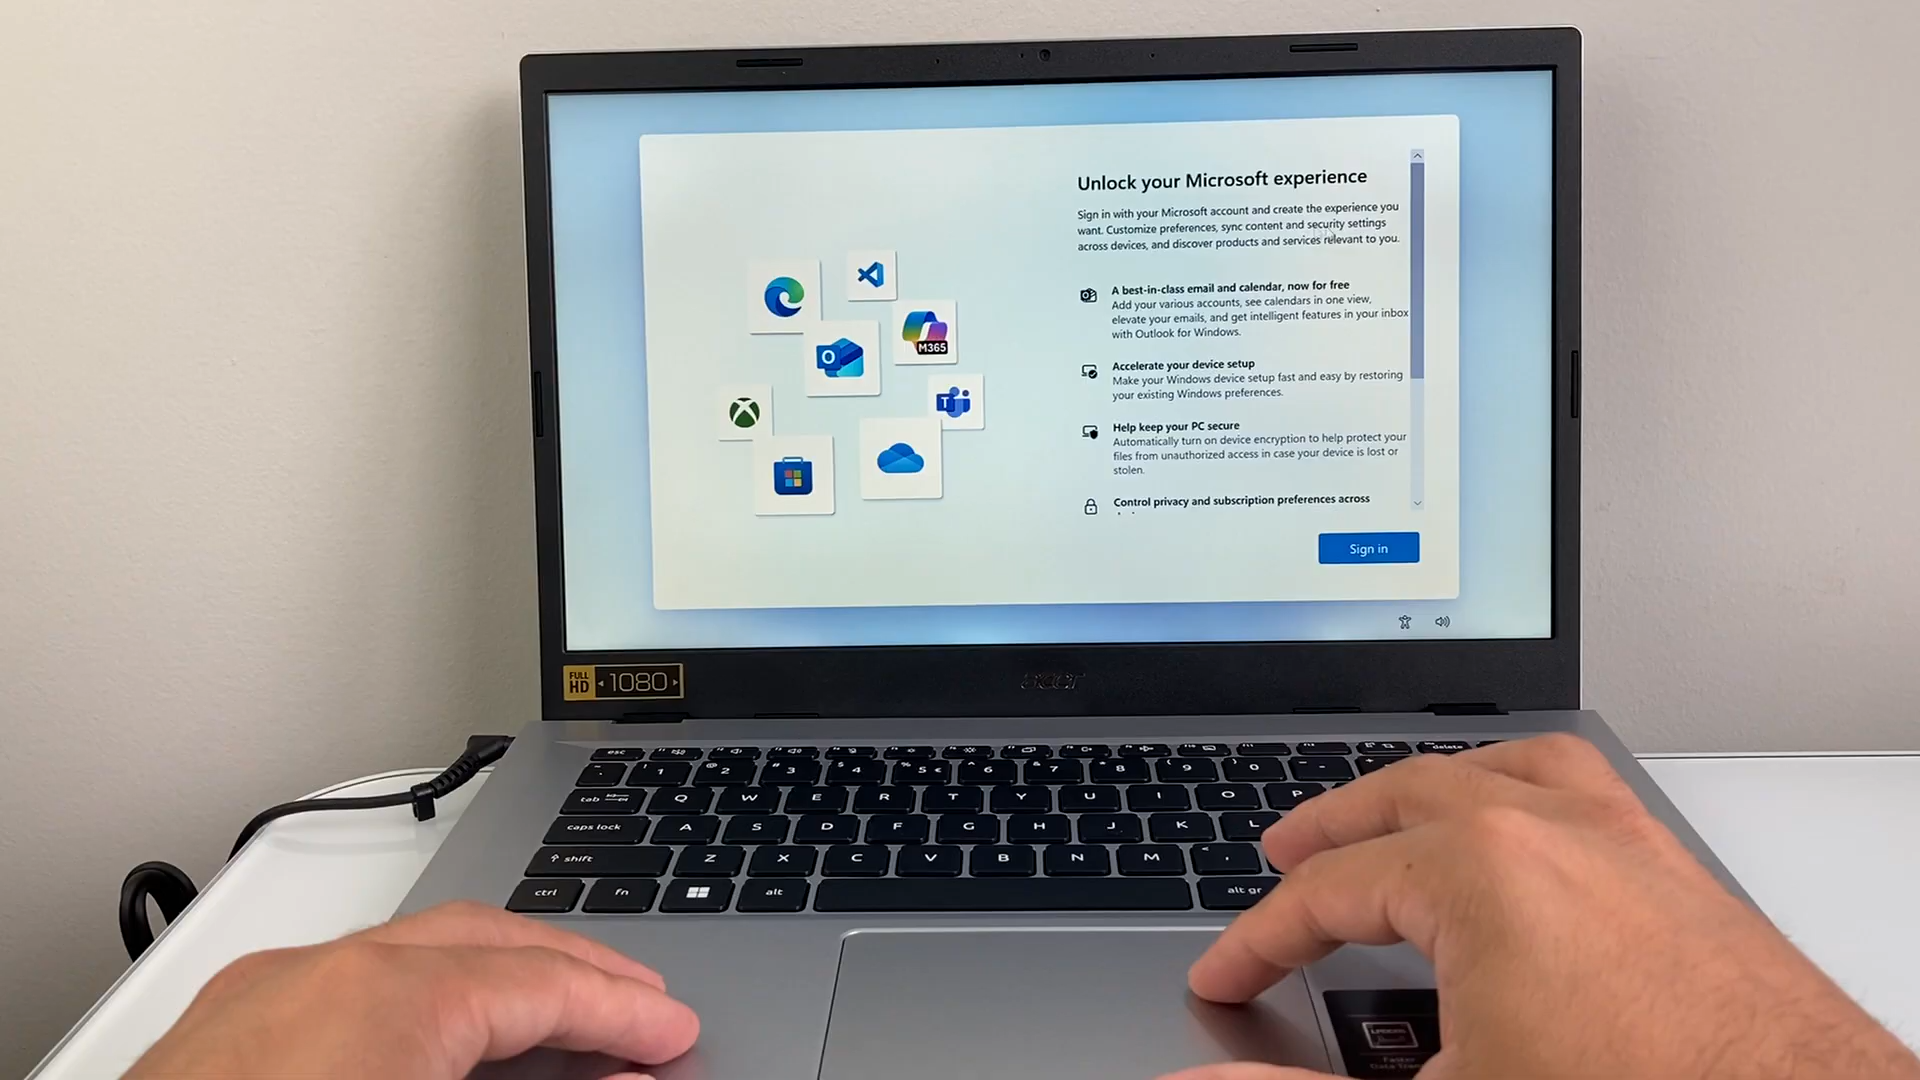 Unlock your Microsoft experience
Sign in with your Microsoft account and create the experience you
want. Customize preferences, sync content and security settings
across devices, and discover products and services relevant to you.
A best-in-class email and calendar, now for free
Add your various accounts, see calendars in one view,
elevate your emails, and get intelligent features in your inbox
with Outlook for Windows.
Accelerate your device setup
Make your Windows device setup fast and easy by restoring
your existing Windows preferences.
Help keep your PC secure
Automatically turn on device encryption to help protect your
files from unauthorized access in case your device is lost or
stolen.
Control privacy and subscription preferences across
Sign in
M365
O
T
FULL HD 1080
acer
esc
delete
1 2 3 4 5 € 6 7 8 9 0
tab Q W E R T Y U I O P
caps lock A S D F G H J K L
shift Z X C V B N M ,
ctrl fn alt alt gr